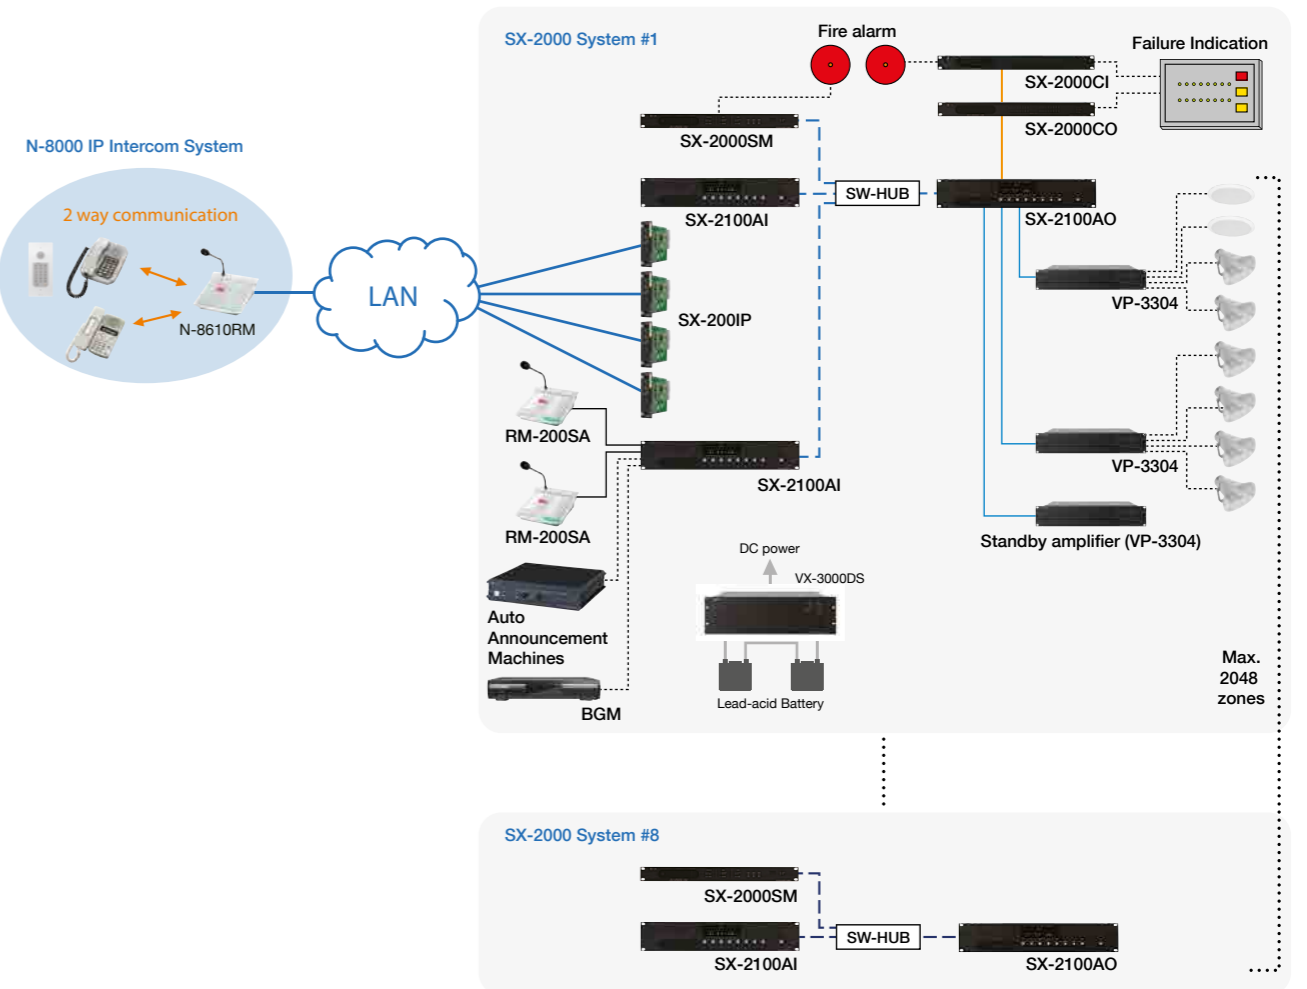 SX-2000 System #1
Fire alarm
Failure Indication
SX-2000CI
SX-2000CO
SX-2000SM
N-8000 IP Intercom System
2 way communication
N-8610RM
LAN
SX-2100AI
SW-HUB
SX-2100AO
SX-200IP
VP-3304
RM-200SA
VP-3304
SX-2100AI
RM-200SA
Standby amplifier (VP-3304)
DC power
VX-3000DS
Auto
Announcement
Machines
Lead-acid Battery
BGM
Max.
2048
zones
SX-2000 System #8
SX-2000SM
SX-2100AI
SW-HUB
SX-2100AO